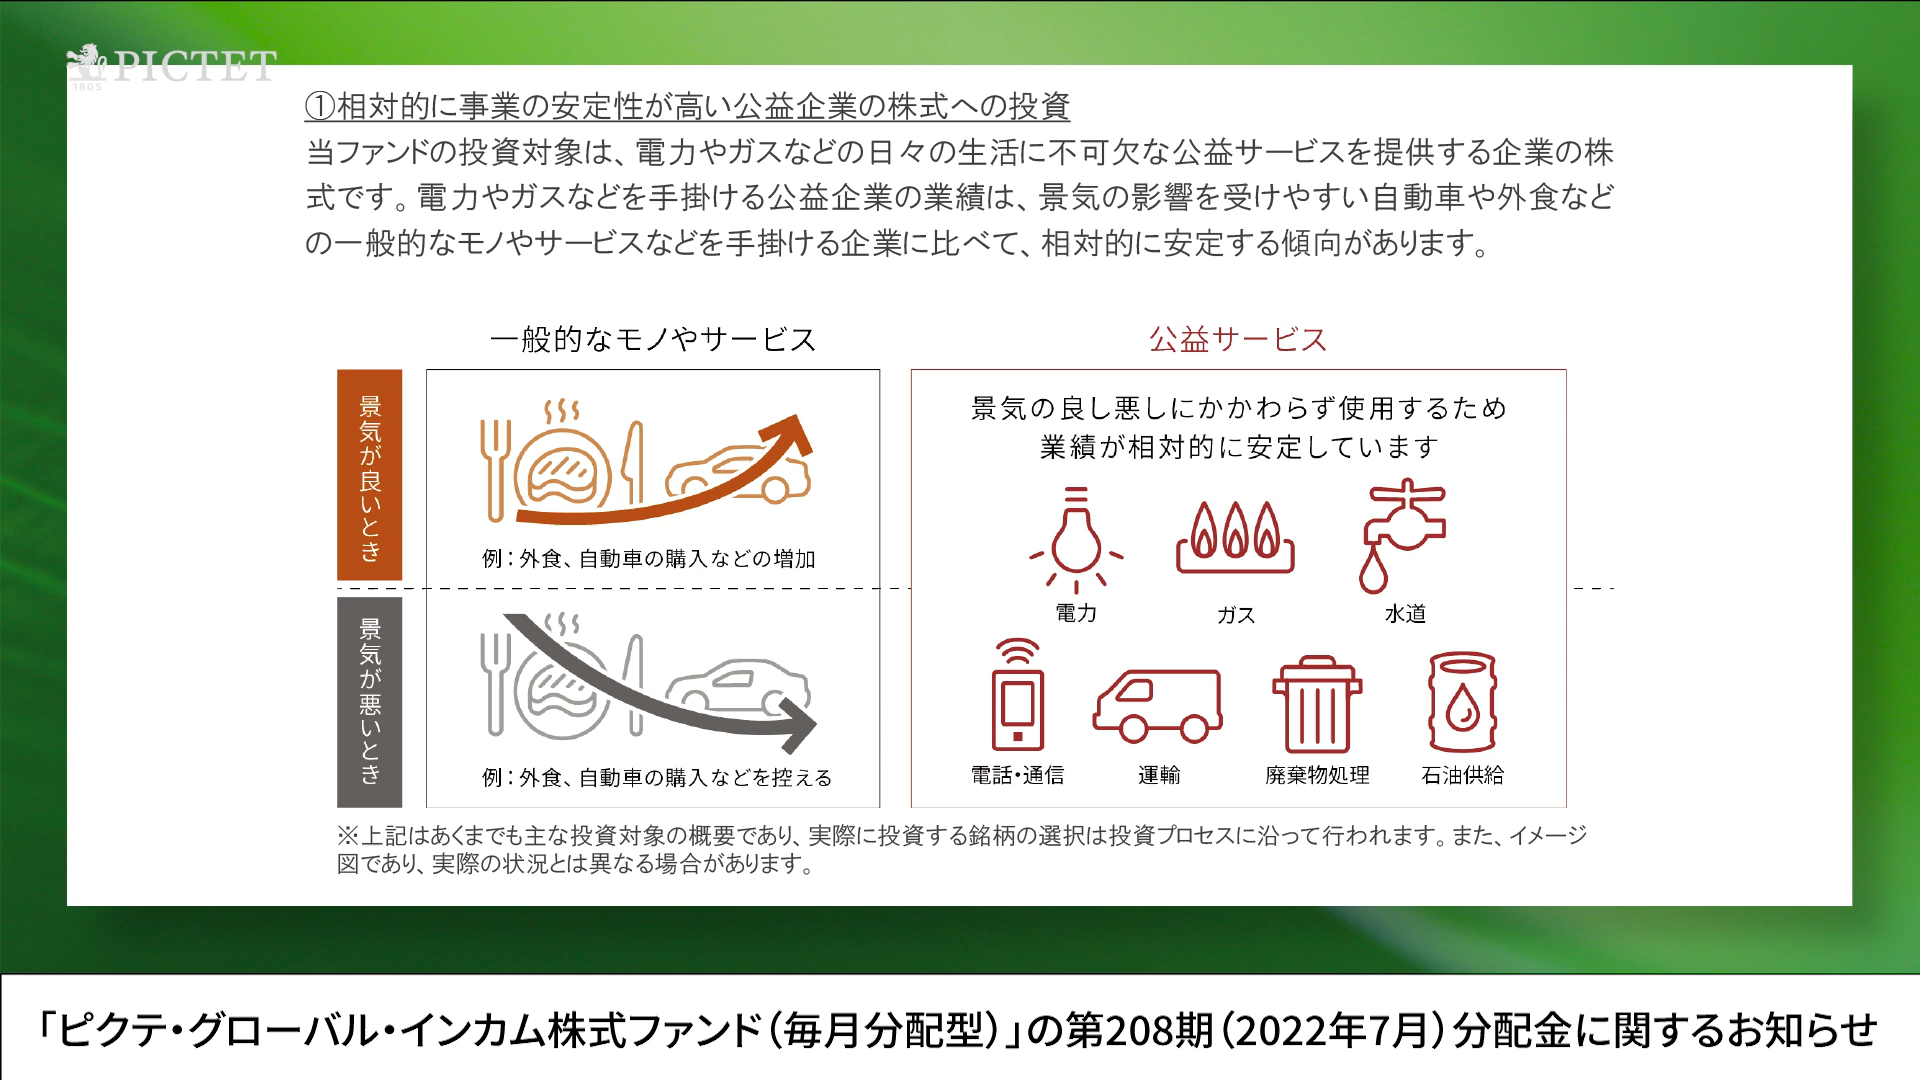 PICTET
1805
①相対的に事業の安定性が高い公益企業の株式への投資
当ファンドの投資対象は、電力やガスなどの日々の生活に不可欠な公益サービスを提供する企業の株
式です。電力やガスなどを手掛ける公益企業の業績は、景気の影響を受けやすい自動車や外食など
の一般的なモノやサービスなどを手掛ける企業に比べて、相対的に安定する傾向があります。
一般的なモノやサービス
公益サービス
景気が良いとき
例：外食、自動車の購入などの増加
景気が悪いとき
例：外食、自動車の購入などを控える
景気の良し悪しにかかわらず使用するため
業績が相対的に安定しています
電力 ガス 水道
電話・通信 運輸 廃棄物処理 石油供給
※上記はあくまでも主な投資対象の概要であり、実際に投資する銘柄の選択は投資プロセスに沿って行われます。また、イメージ
図であり、実際の状況とは異なる場合があります。
「ピクテ・グローバル・インカム株式ファンド（毎月分配型）」の第208期（2022年7月）分配金に関するお知らせ